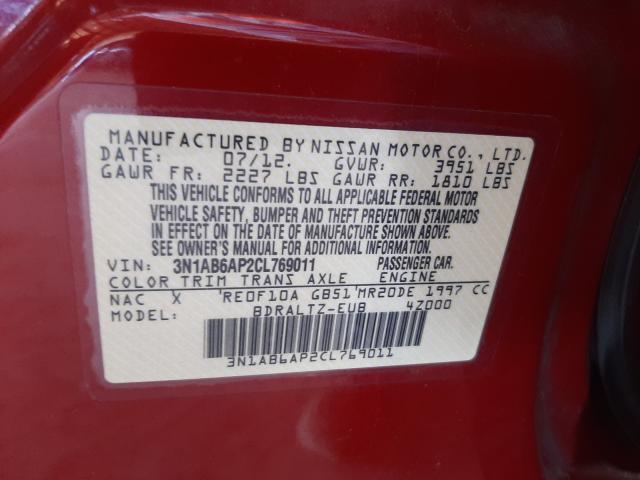 MANUFACTURED BY NISSAN MOTOR CO., LTD.
DATE: 07/12. GVWR: 3951 LBS
GAWR FR: 2227 LBS GAWR RR: 1810 LBS
THIS VEHICLE CONFORMS TO ALL APPLICABLE FEDERAL MOTOR
VEHICLE SAFETY, BUMPER AND THEFT PREVENTION STANDARDS
IN EFFECT ON THE DATE OF MANUFACTURE SHOWN ABOVE.
SEE OWNER'S MANUAL FOR ADDITIONAL INFORMATION.
VIN: 3N1AB6AP2CL769011 PASSENGER CAR.
COLOR TRIM TRANS AXLE ENGINE
NAC X 'RE0F10A GB51'MR20DE 1997 CC
MODEL: BDRALTZ-EUB 4Z000
3N1AB6AP2CL769011